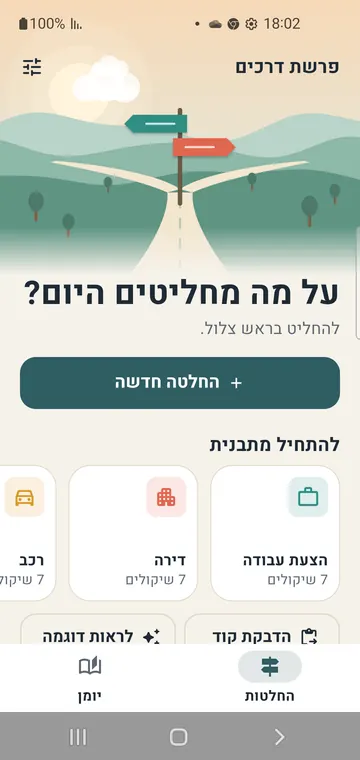 100% 18:02
פרשת דרכים
על מה מחליטים היום?
להחליט בראש צלול.
+ החלטה חדשה
להתחיל מתבנית
הצעת עבודה
7 שיקולים
דירה
7 שיקולים
רכב
7 שיקול
הדבקת קוד
לראות דוגמה
החלטות
יומן